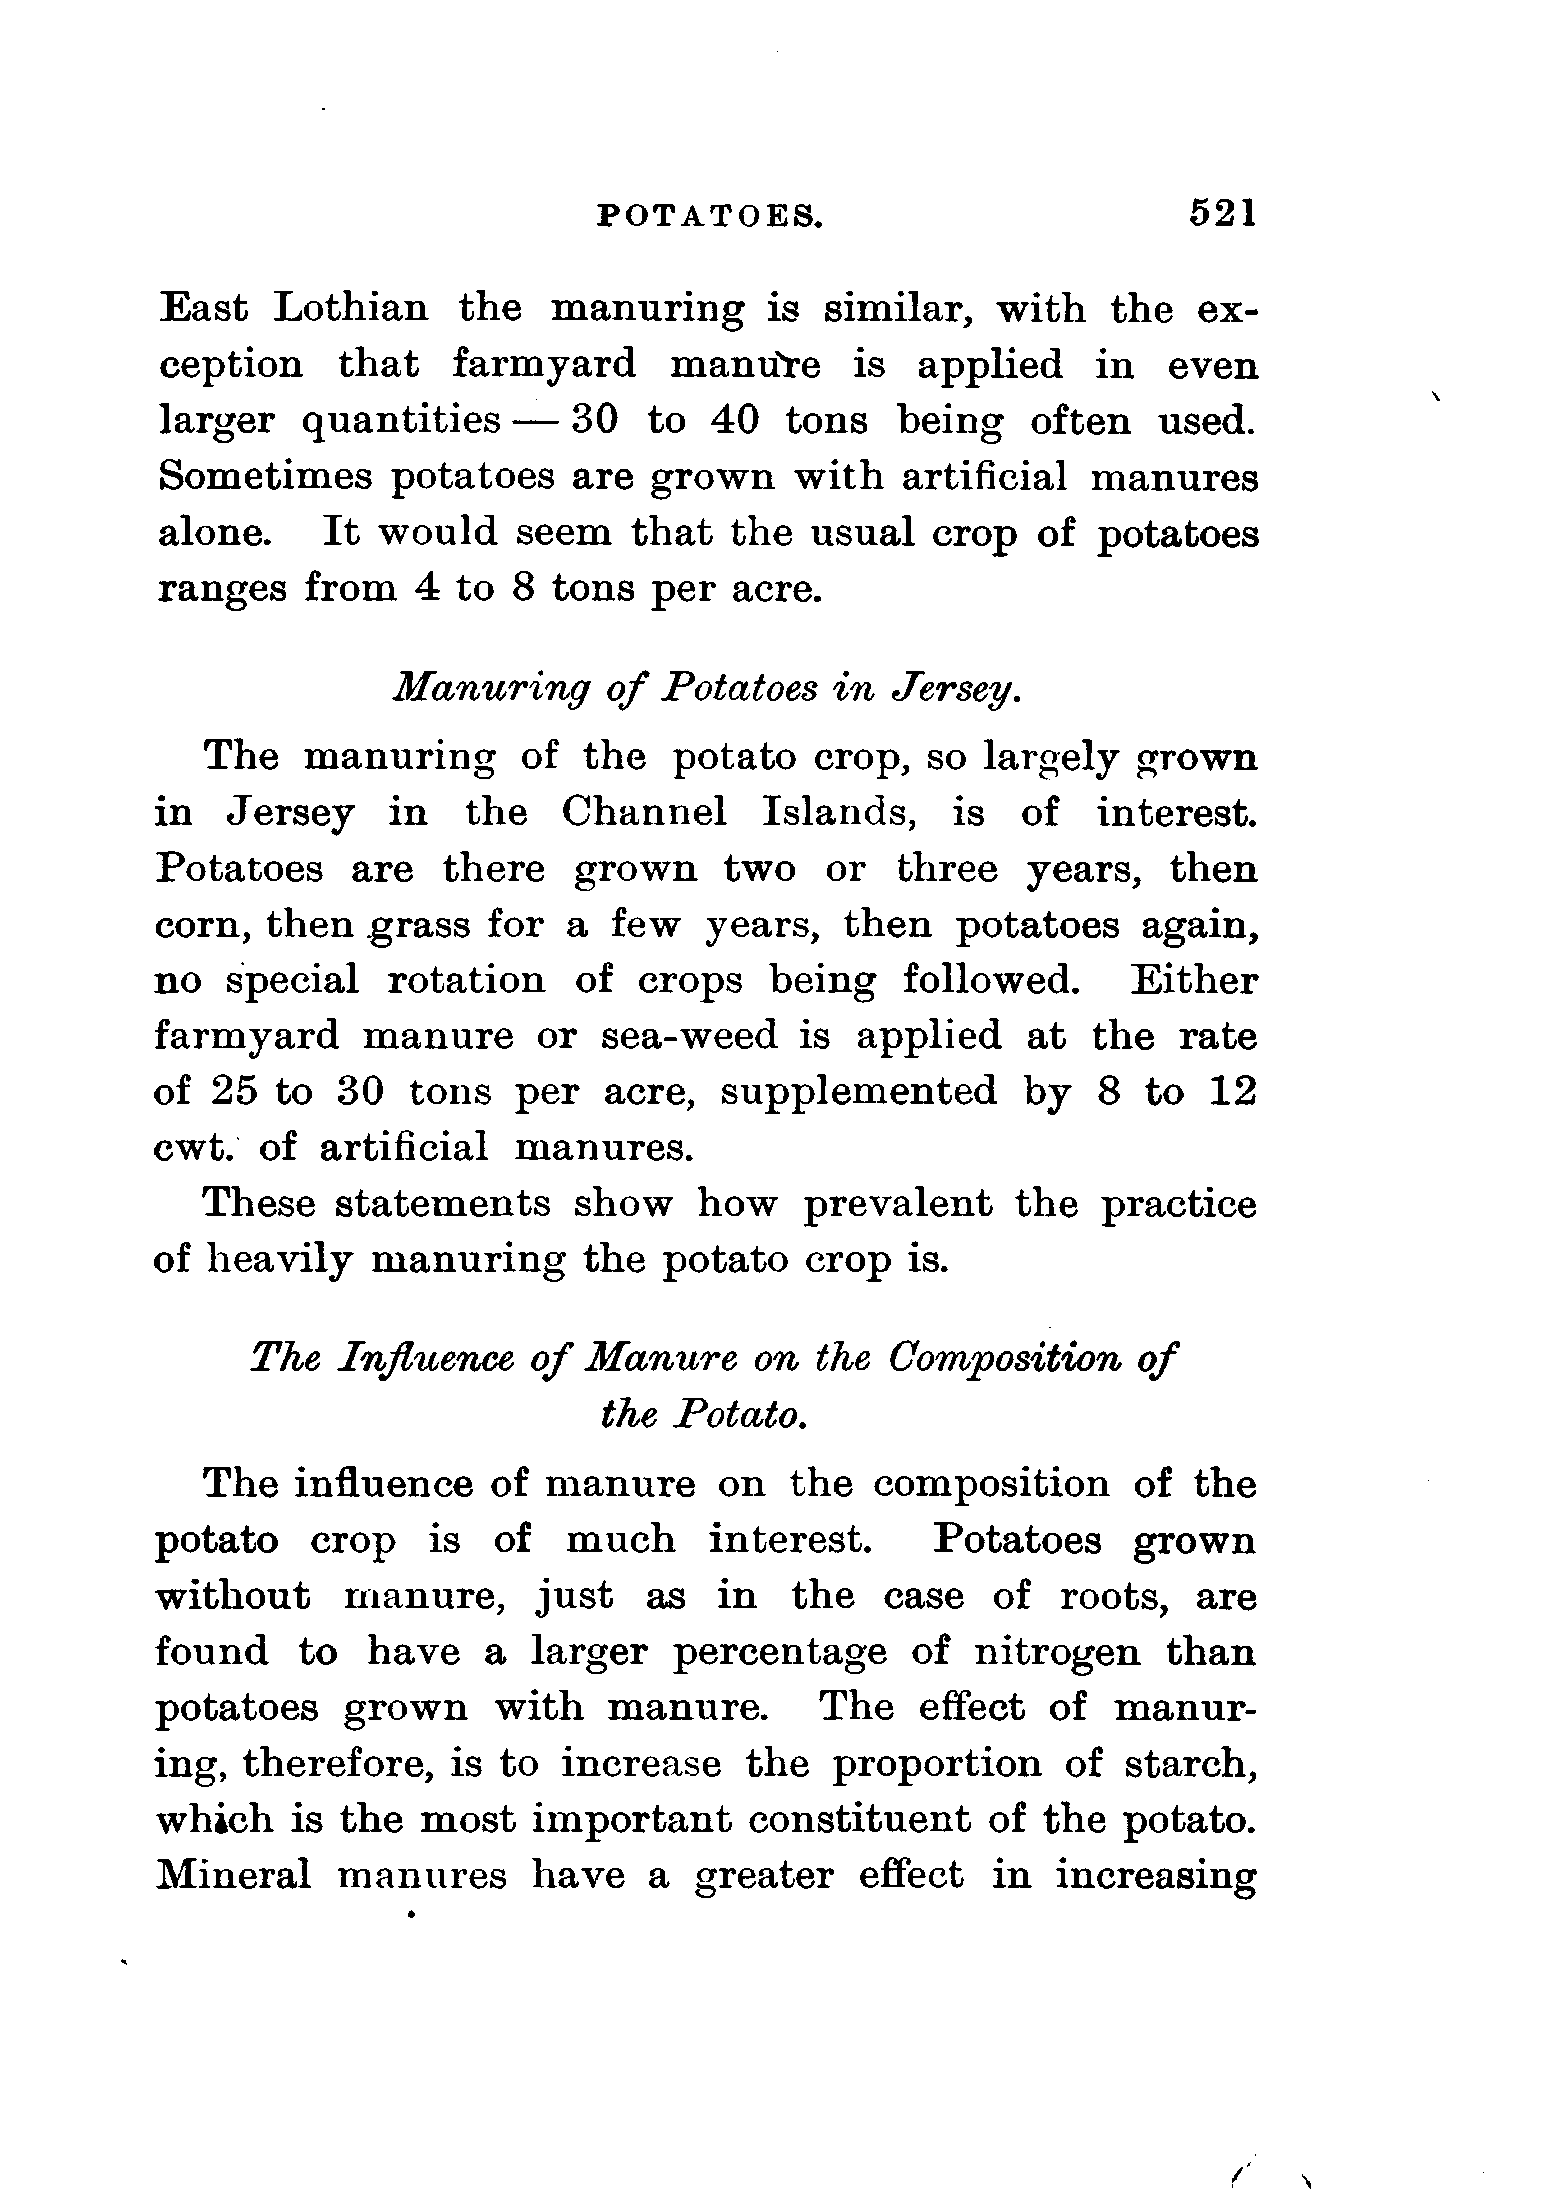 POTATOES. 521
East Lothian the manuring is similar, with the ex-
ception that farmyard manure is applied in even
larger quantities — 30 to 40 tons being often used.
Sometimes potatoes are grown with artificial manures
alone. It would seem that the usual crop of potatoes
ranges from 4 to 8 tons per acre.
Manuring of Potatoes in Jersey.
The manuring of the potato crop, so largely grown
in Jersey in the Channel Islands, is of interest.
Potatoes are there grown two or three years, then
corn, then grass for a few years, then potatoes again,
no special rotation of crops being followed. Either
farmyard manure or sea-weed is applied at the rate
of 25 to 30 tons per acre, supplemented by 8 to 12
cwt. of artificial manures.
These statements show how prevalent the practice
of heavily manuring the potato crop is.
The Influence of Manure on the Composition of
the Potato.
The influence of manure on the composition of the
potato crop is of much interest. Potatoes grown
without manure, just as in the case of roots, are
found to have a larger percentage of nitrogen than
potatoes grown with manure. The effect of manur-
ing, therefore, is to increase the proportion of starch,
which is the most important constituent of the potato.
Mineral manures have a greater effect in increasing